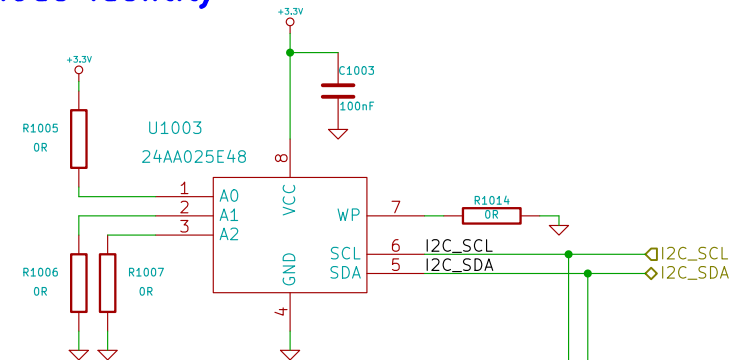 +3.3V
+3.3V
C1003
100nF
R1005
0R
U1003
24AA025E48
8
VCC
1
A0
2
A1
3
A2
WP
7
R1014
0R
SCL
6
I2C_SCL
I2C_SCL
SDA
5
I2C_SDA
I2C_SDA
GND
4
R1006
0R
R1007
0R